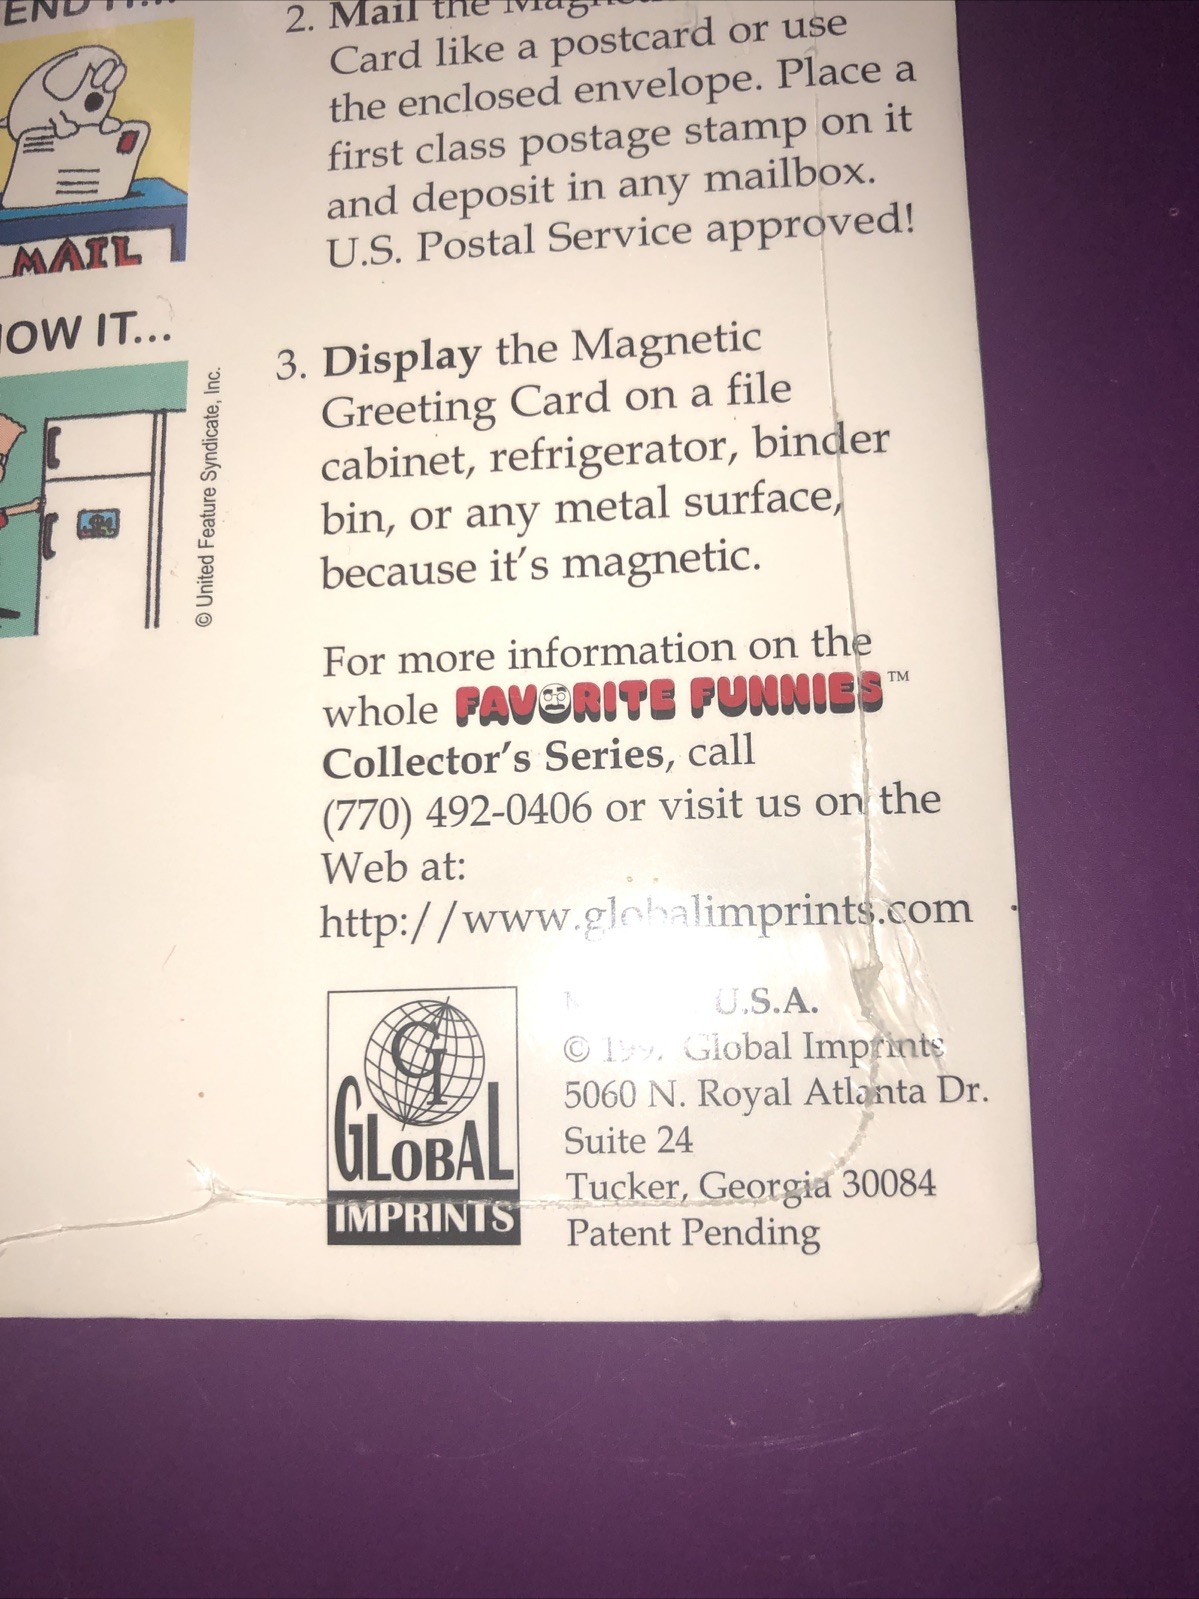 END IT...
MAIL
OW IT...
© United Feature Syndicate, Inc.
2. Mail the
Card like a postcard or use
the enclosed envelope. Place a
first class postage stamp on it
and deposit in any mailbox.
U.S. Postal Service approved!
3. Display the Magnetic
Greeting Card on a file
cabinet, refrigerator, binder
bin, or any metal surface,
because it's magnetic.
For more information on the
whole FAVORITE FUNNIES™
Collector's Series, call
(770) 492-0406 or visit us on the
Web at:
http://www.globalimprints.com
GI
GLOBAL
IMPRINTS
U.S.A.
© Global Imprints
5060 N. Royal Atlanta Dr.
Suite 24
Tucker, Georgia 30084
Patent Pending